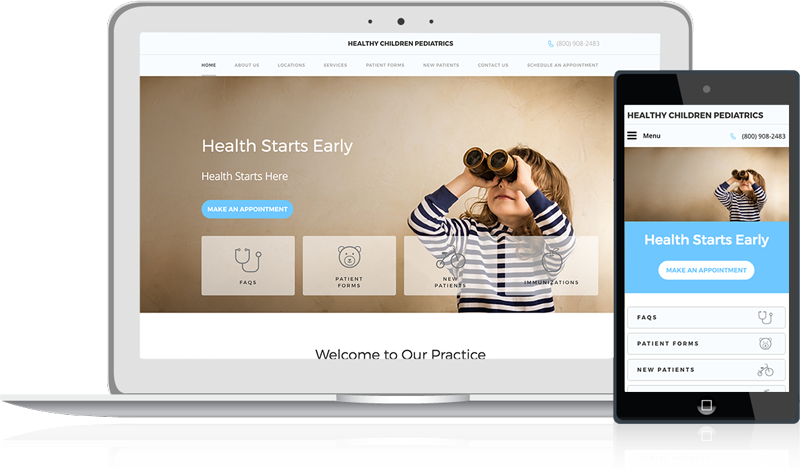 HEALTHY CHILDREN PEDIATRICS
(800) 908-2483
HOME ABOUT US LOCATIONS SERVICES PATIENT FORMS NEW PATIENTS CONTACT US SCHEDULE AN APPOINTMENT
Health Starts Early
Health Starts Here
MAKE AN APPOINTMENT
FAQS
PATIENT
FORMS
NEW
PATIENTS
IMMUNIZATIONS
Welcome to Our Practice
HEALTHY CHILDREN PEDIATRICS
Menu (800) 908-2483
Health Starts Early
MAKE AN APPOINTMENT
FAQS
PATIENT FORMS
NEW PATIENTS